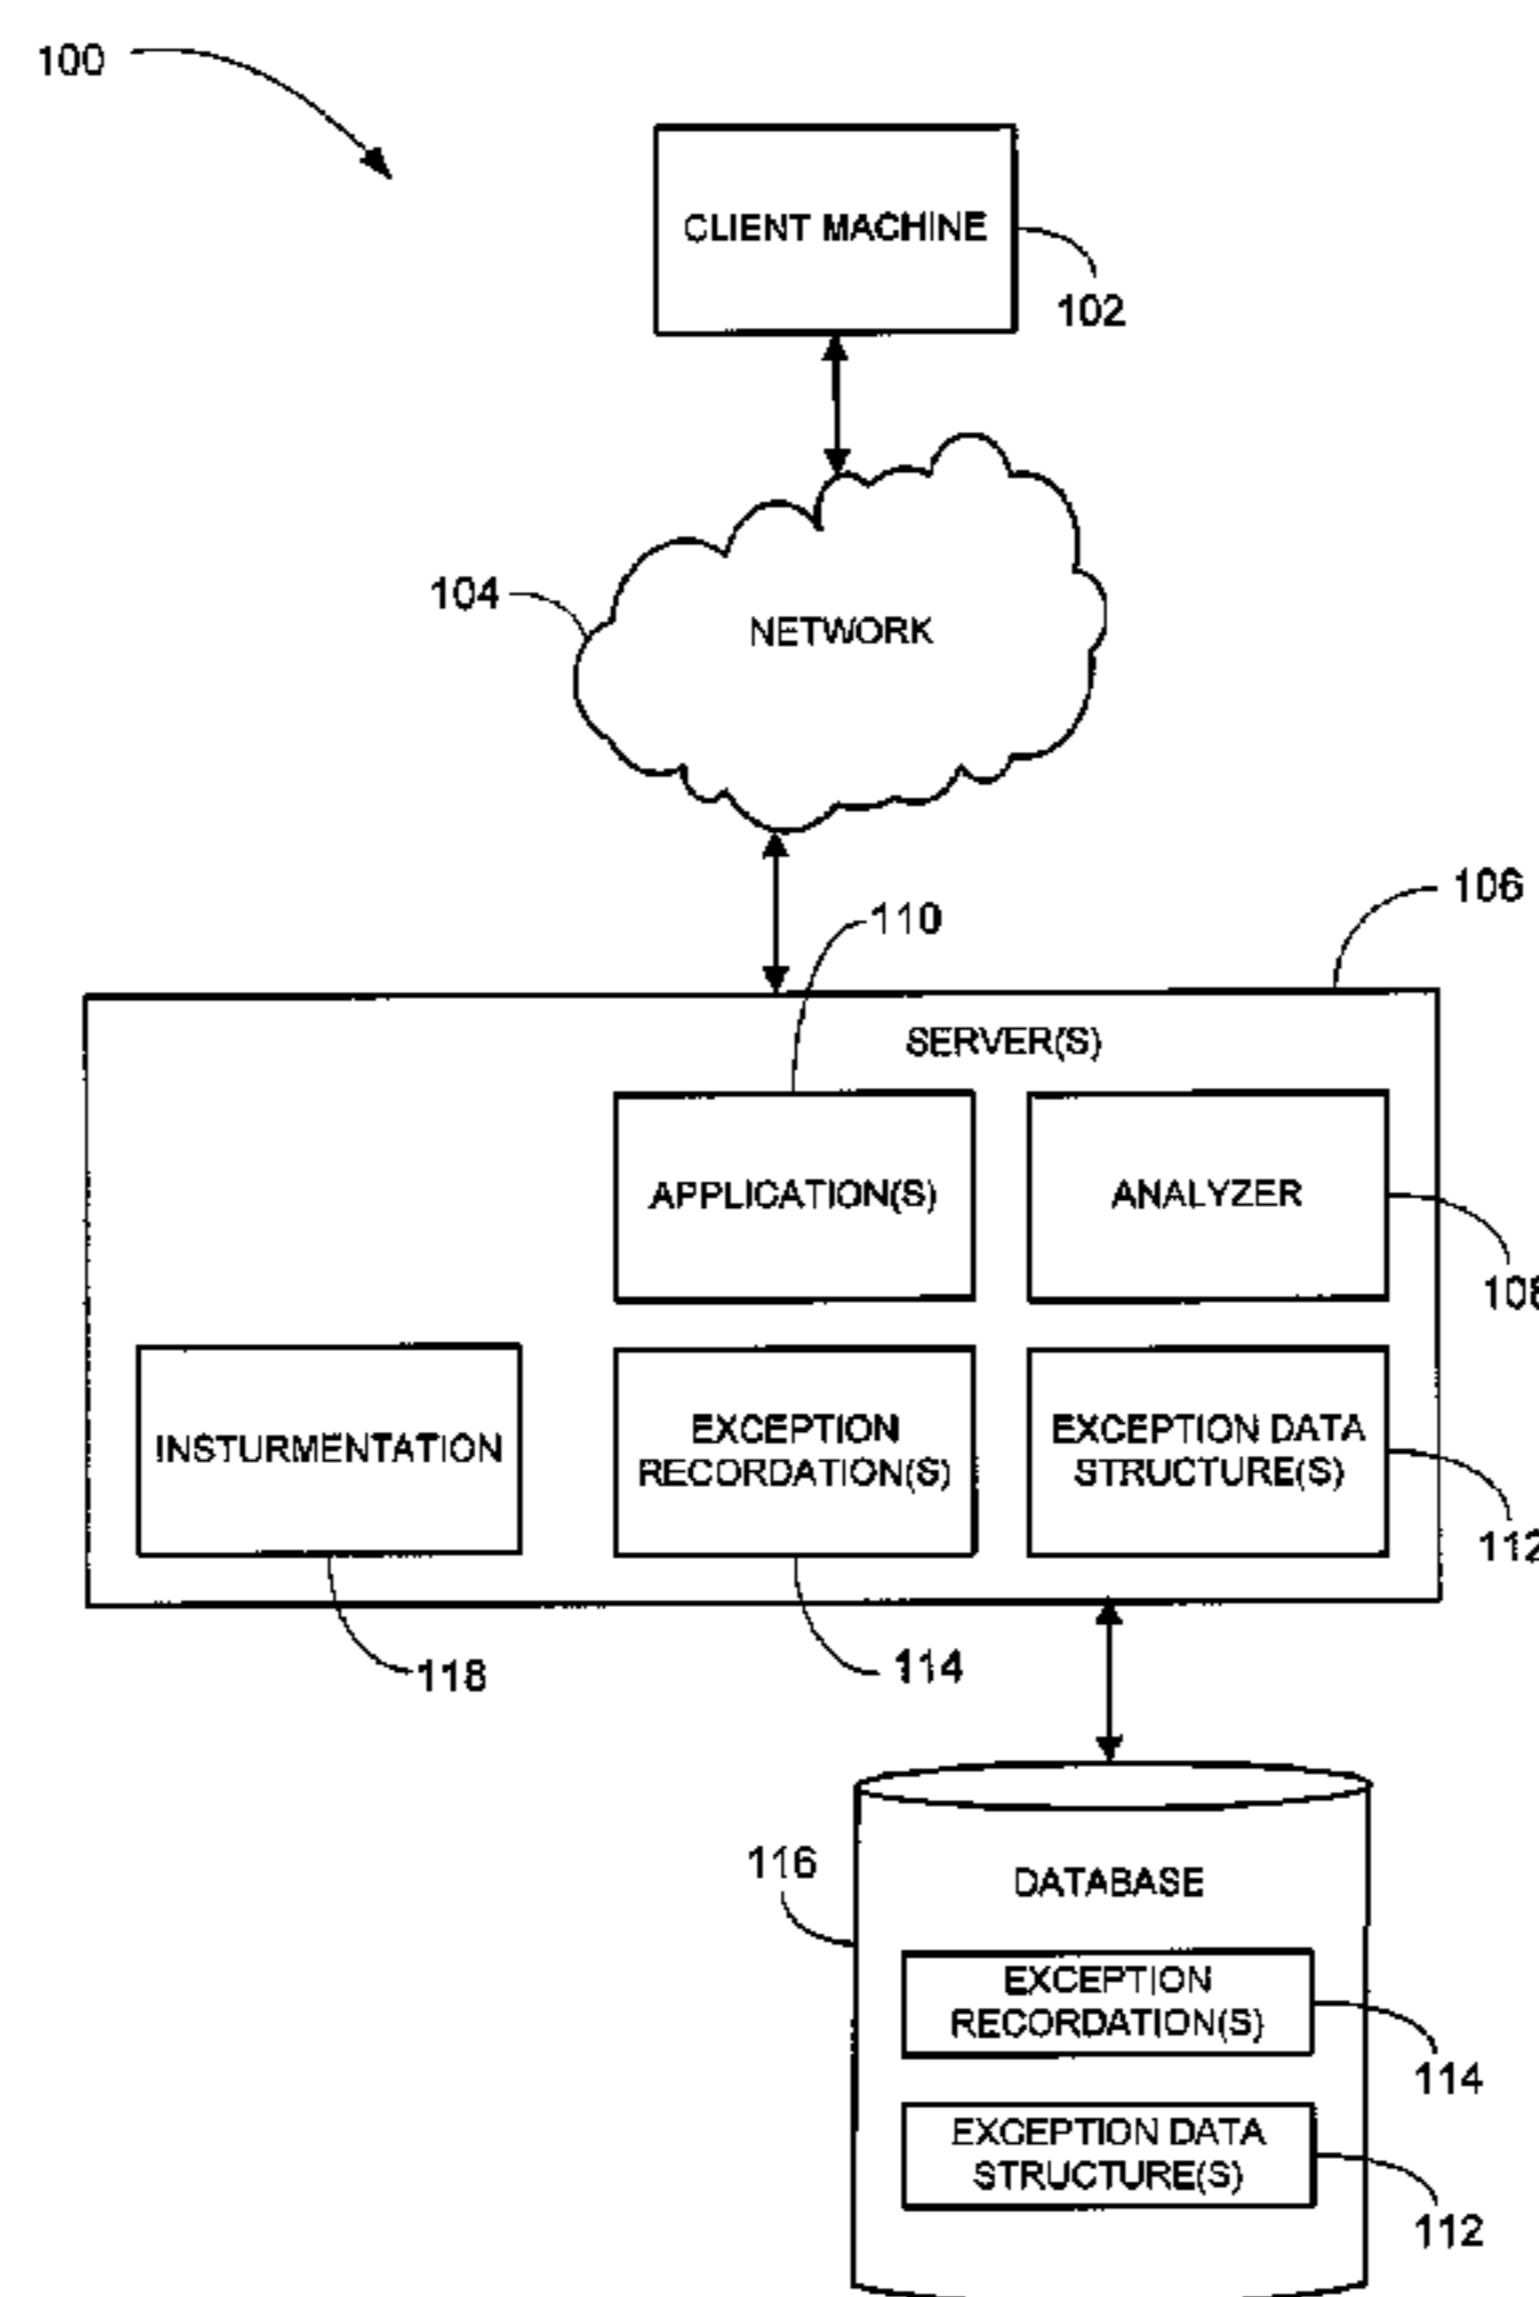 100
CLIENT MACHINE
102
104
NETWORK
106
110
SERVER(S)
APPLICATION(S)
ANALYZER
108
INSTURMENTATION
EXCEPTION
RECORDATION(S)
EXCEPTION DATA
STRUCTURE(S)
112
118
114
116
DATABASE
EXCEPTION
RECORDATION(S)
114
EXCEPTION DATA
STRUCTURE(S)
112